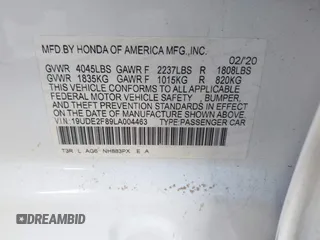 MFD.BY HONDA OF AMERICA MFG.,INC.
02/20
GVWR 4045LBS GAWR F 2237LBS R 1808LBS
GVWR 1835KG GAWR F 1015KG R 820KG
THIS VEHICLE CONFORMS TO ALL APPLICABLE
FEDERAL MOTOR VEHICLE SAFETY , BUMPER,
AND THEFT PREVENTION STANDARDS IN EFFECT
ON THE DATE OF MANUFACTURE SHOWN ABOVE.
V I N: 19UDE2F89LA004463 TYPE:PASSENGER CAR
T3R L AG6 NH883PX E A
DREAMBID